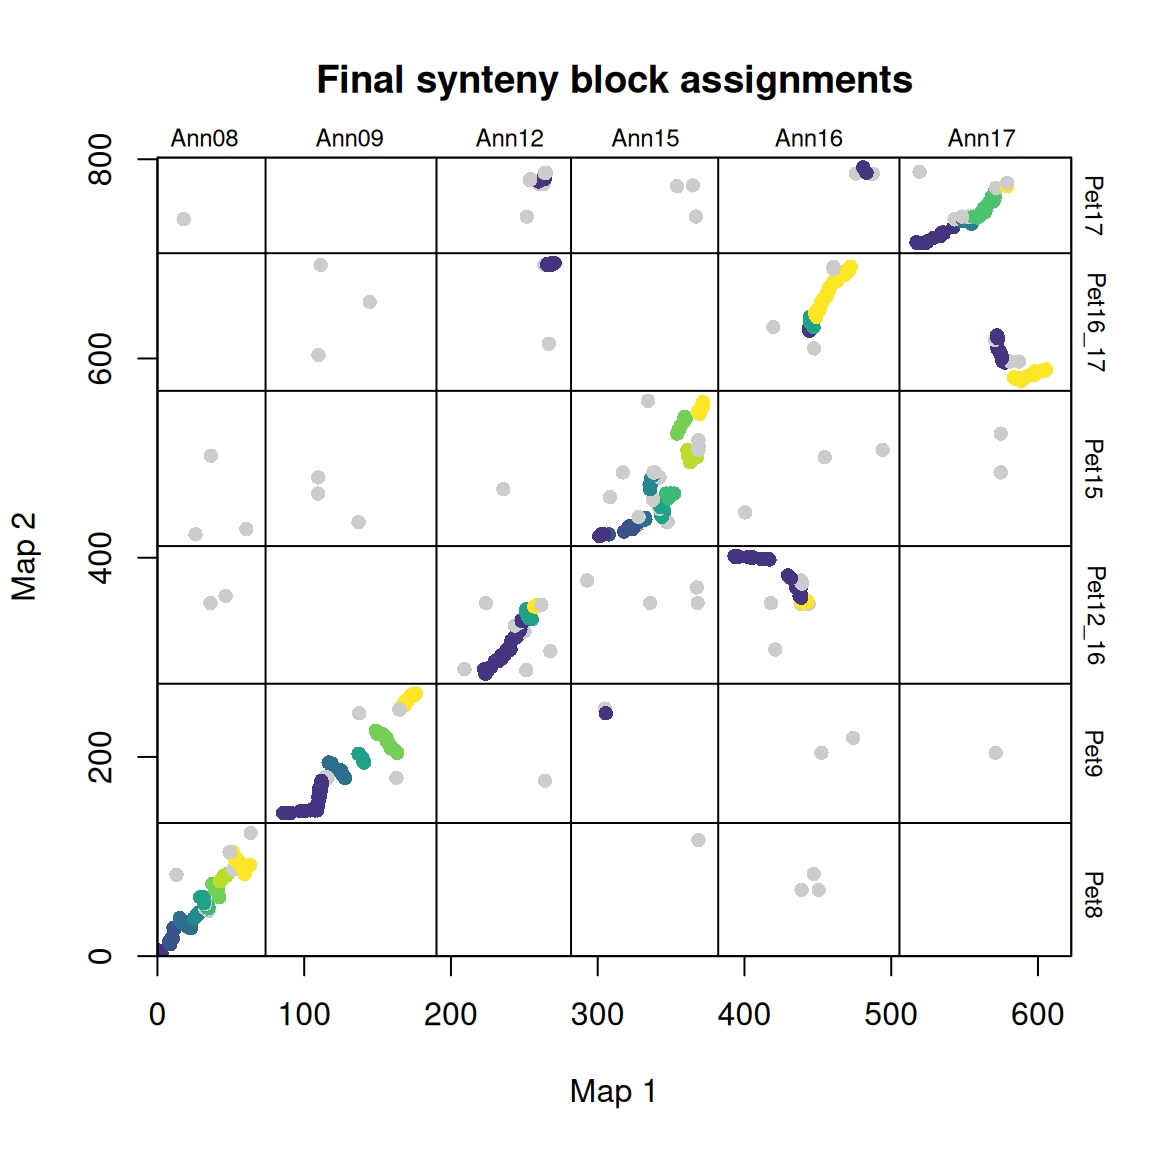 Final synteny block assignments
Ann08 Ann09 Ann12 Ann15 Ann16 Ann17
800
600
400
200
0
Map 2
Pet17
Pet16_17
Pet15
Pet12_16
Pet9
Pet8
0 100 200 300 400 500 600
Map 1